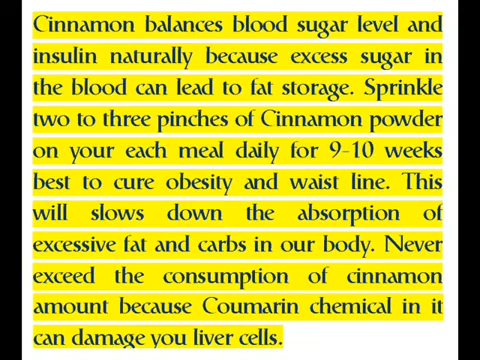 Cinnamon balances blood sugar level and
insulin naturally because excess sugar in
the blood can lead to fat storage. Sprinkle
two to three pinches of Cinnamon powder
on your each meal daily for 9-10 weeks
best to cure obesity and waist line. This
will slows down the absorption of
excessive fat and carbs in our body. Never
exceed the consumption of cinnamon
amount because Coumarin chemical in it
can damage you liver cells.